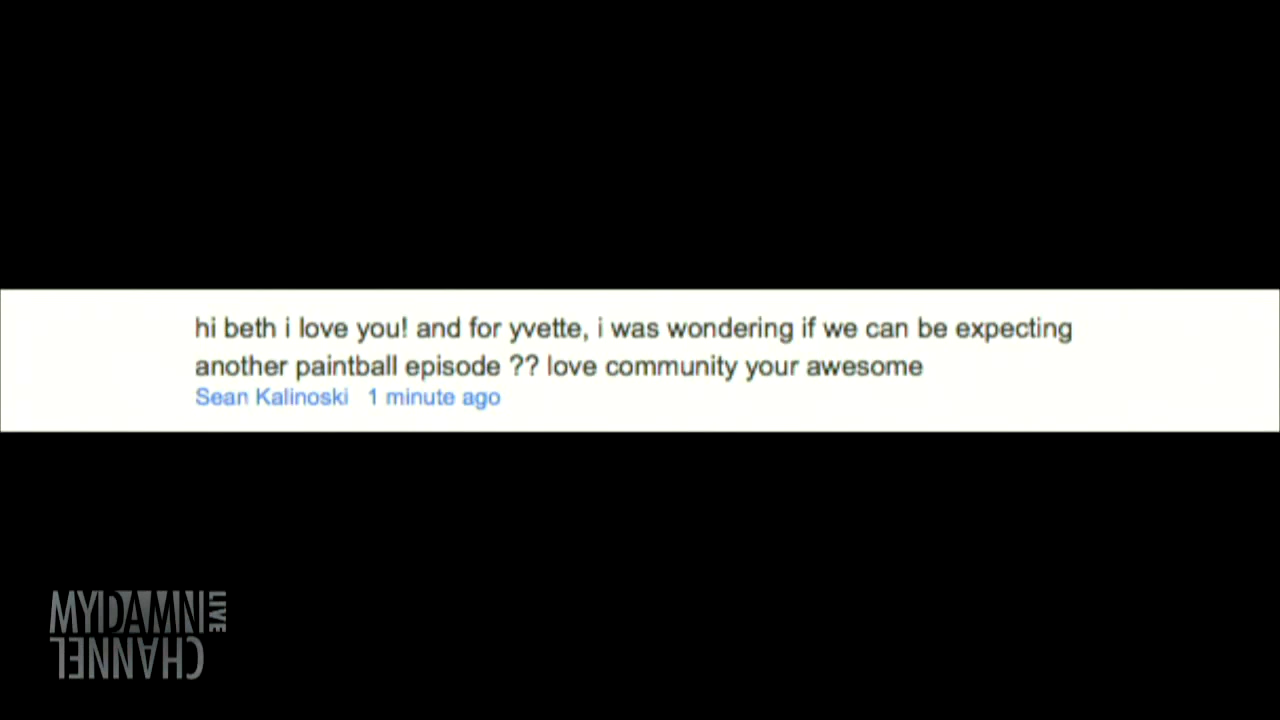 hi beth i love you! and for yvette, i was wondering if we can be expecting
another paintball episode ?? love community your awesome
Sean Kalinoski 1 minute ago
MYDAMN LIVE
CHANNEL